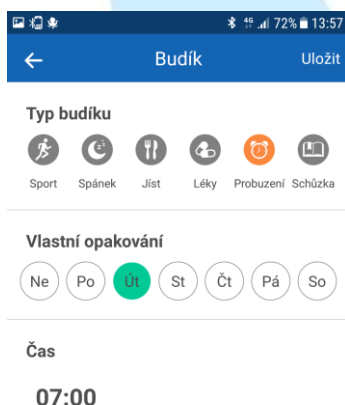 4G 72% 13:57
Budík Uložit
Typ budíku
Sport Spánek Jíst Léky Probuzení Schůzka
Vlastní opakování
Ne Po Út St Čt Pá So
Čas
07:00